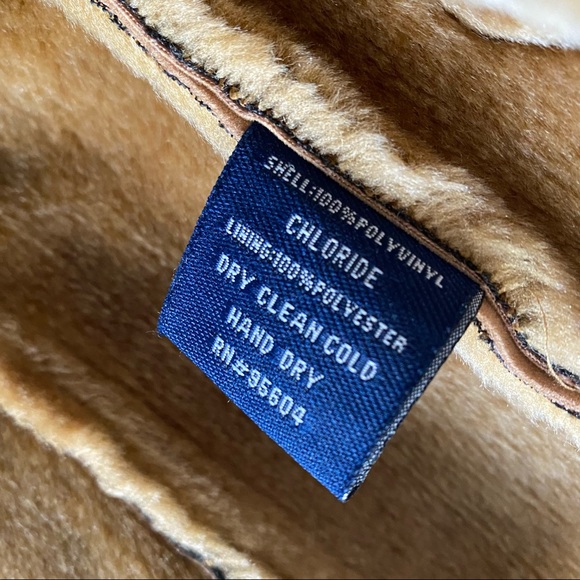 SHELL:100%POLYVINYL
CHLORIDE
LINING:100%POLYESTER
DRY CLEAN COLD
HAND DRY
RN#95604